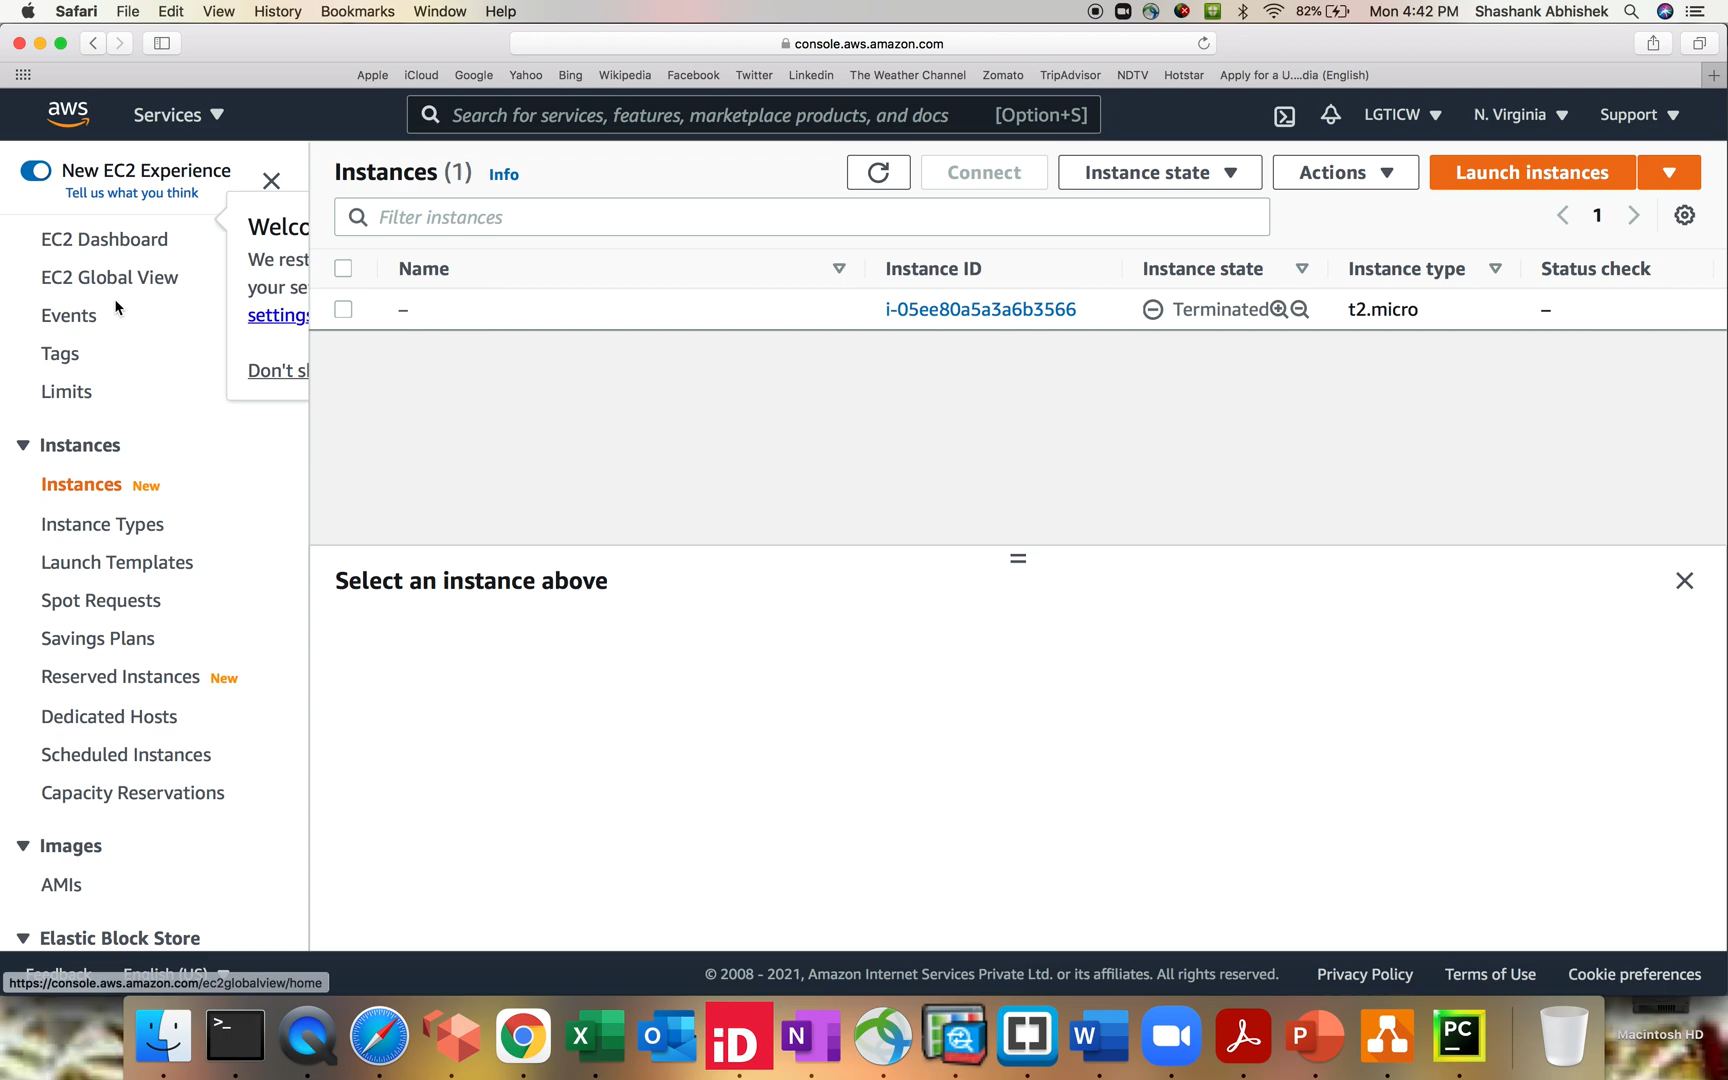 Safari File Edit View History Bookmarks Window Help 82% Mon 4:42 PM Shashank Abhishek
console.aws.amazon.com
Apple iCloud Google Yahoo Bing Wikipedia Facebook Twitter Linkedin The Weather Channel Zomato TripAdvisor NDTV Hotstar Apply for a U....dia (English)
aws Services Search for services, features, marketplace products, and docs [Option+S] LGTICW N. Virginia Support
New EC2 Experience
Tell us what you think
Welco
We rest
your se
settings
Don't s
EC2 Dashboard
EC2 Global View
Events
Tags
Limits
Instances
Instances New
Instance Types
Launch Templates
Spot Requests
Savings Plans
Reserved Instances New
Dedicated Hosts
Scheduled Instances
Capacity Reservations
Images
AMIs
Elastic Block Store
Instances (1) Info Connect Instance state Actions Launch instances
Filter instances 1
Name Instance ID Instance state Instance type Status check
– i-05ee80a5a3a6b3566 Terminated t2.micro –
Select an instance above
Feedback English (US) © 2008 - 2021, Amazon Internet Services Private Ltd. or its affiliates. All rights reserved. Privacy Policy Terms of Use Cookie preferences
https://console.aws.amazon.com/ec2globalview/home
>_ X O iD N W P PC
Macintosh HD